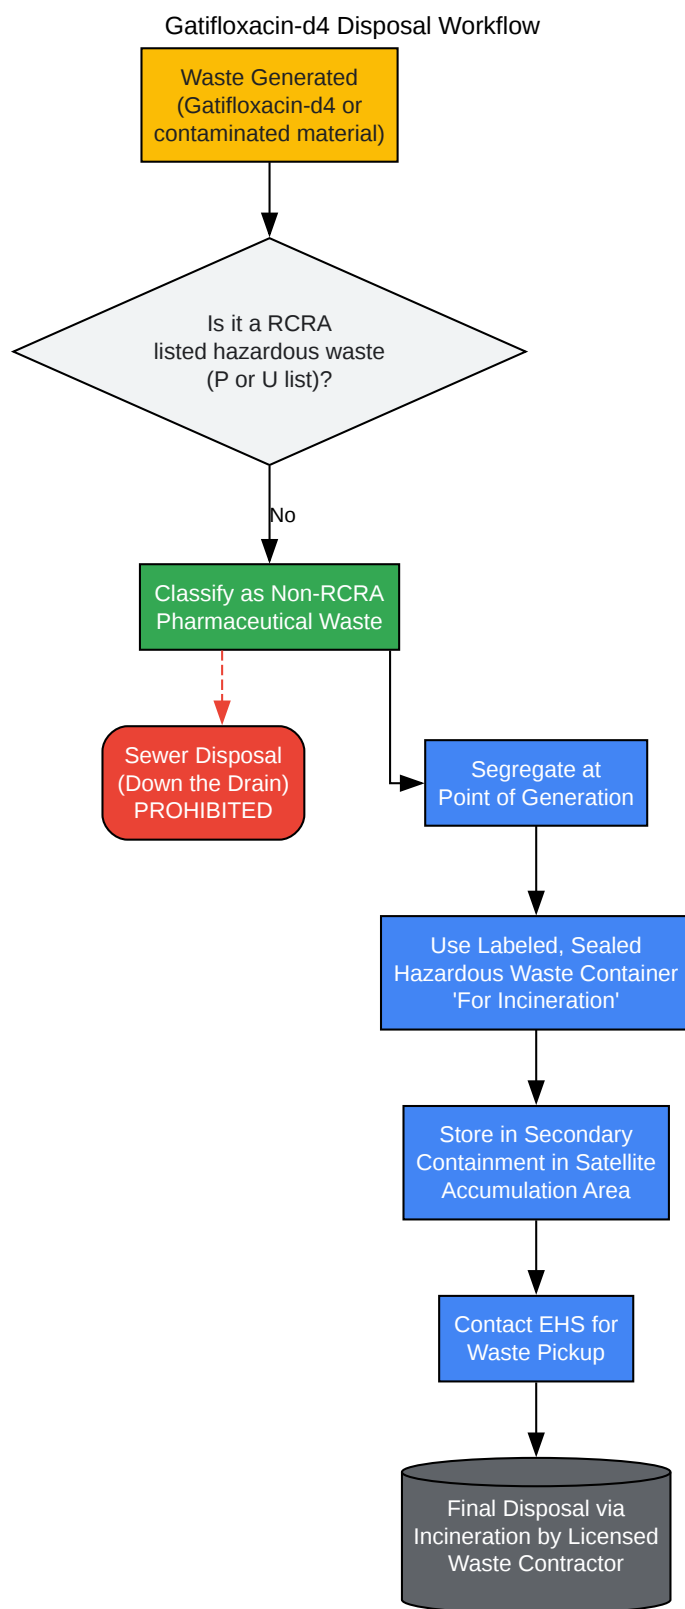 Gatifloxacin-d4 Disposal Workflow
Waste Generated
(Gatifloxacin-d4 or
contaminated material)
Is it a RCRA
listed hazardous waste
(P or U list)?
No
Classify as Non-RCRA
Pharmaceutical Waste
Sewer Disposal
(Down the Drain)
PROHIBITED
Segregate at
Point of Generation
Use Labeled, Sealed
Hazardous Waste Container
'For Incineration'
Store in Secondary
Containment in Satellite
Accumulation Area
Contact EHS for
Waste Pickup
Final Disposal via
Incineration by Licensed
Waste Contractor